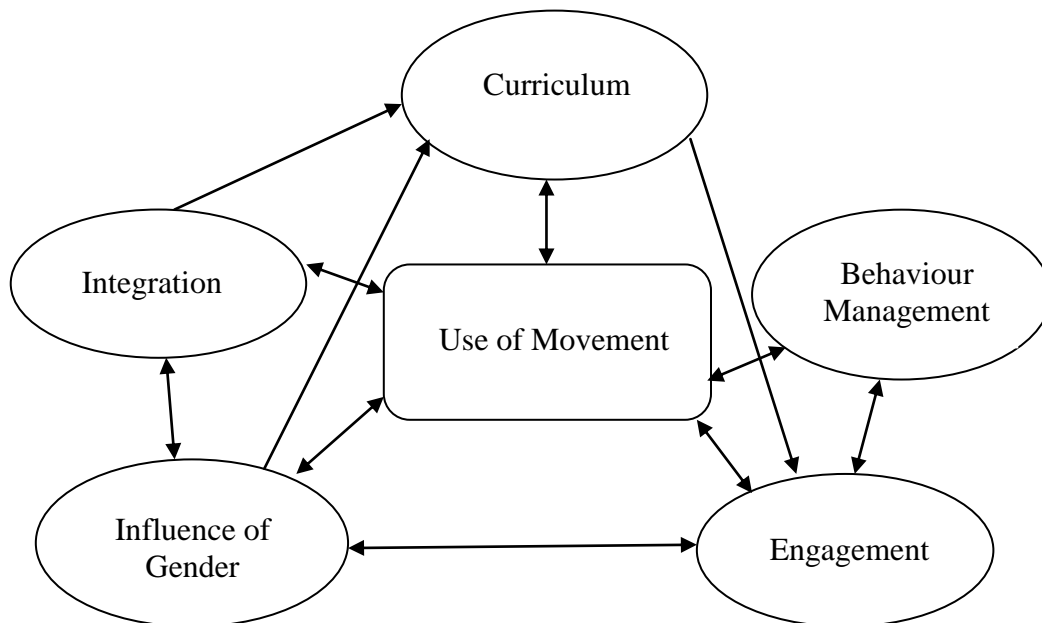 Curriculum
Integration
Behaviour
Management
Use of Movement
Influence of
Gender
Engagement